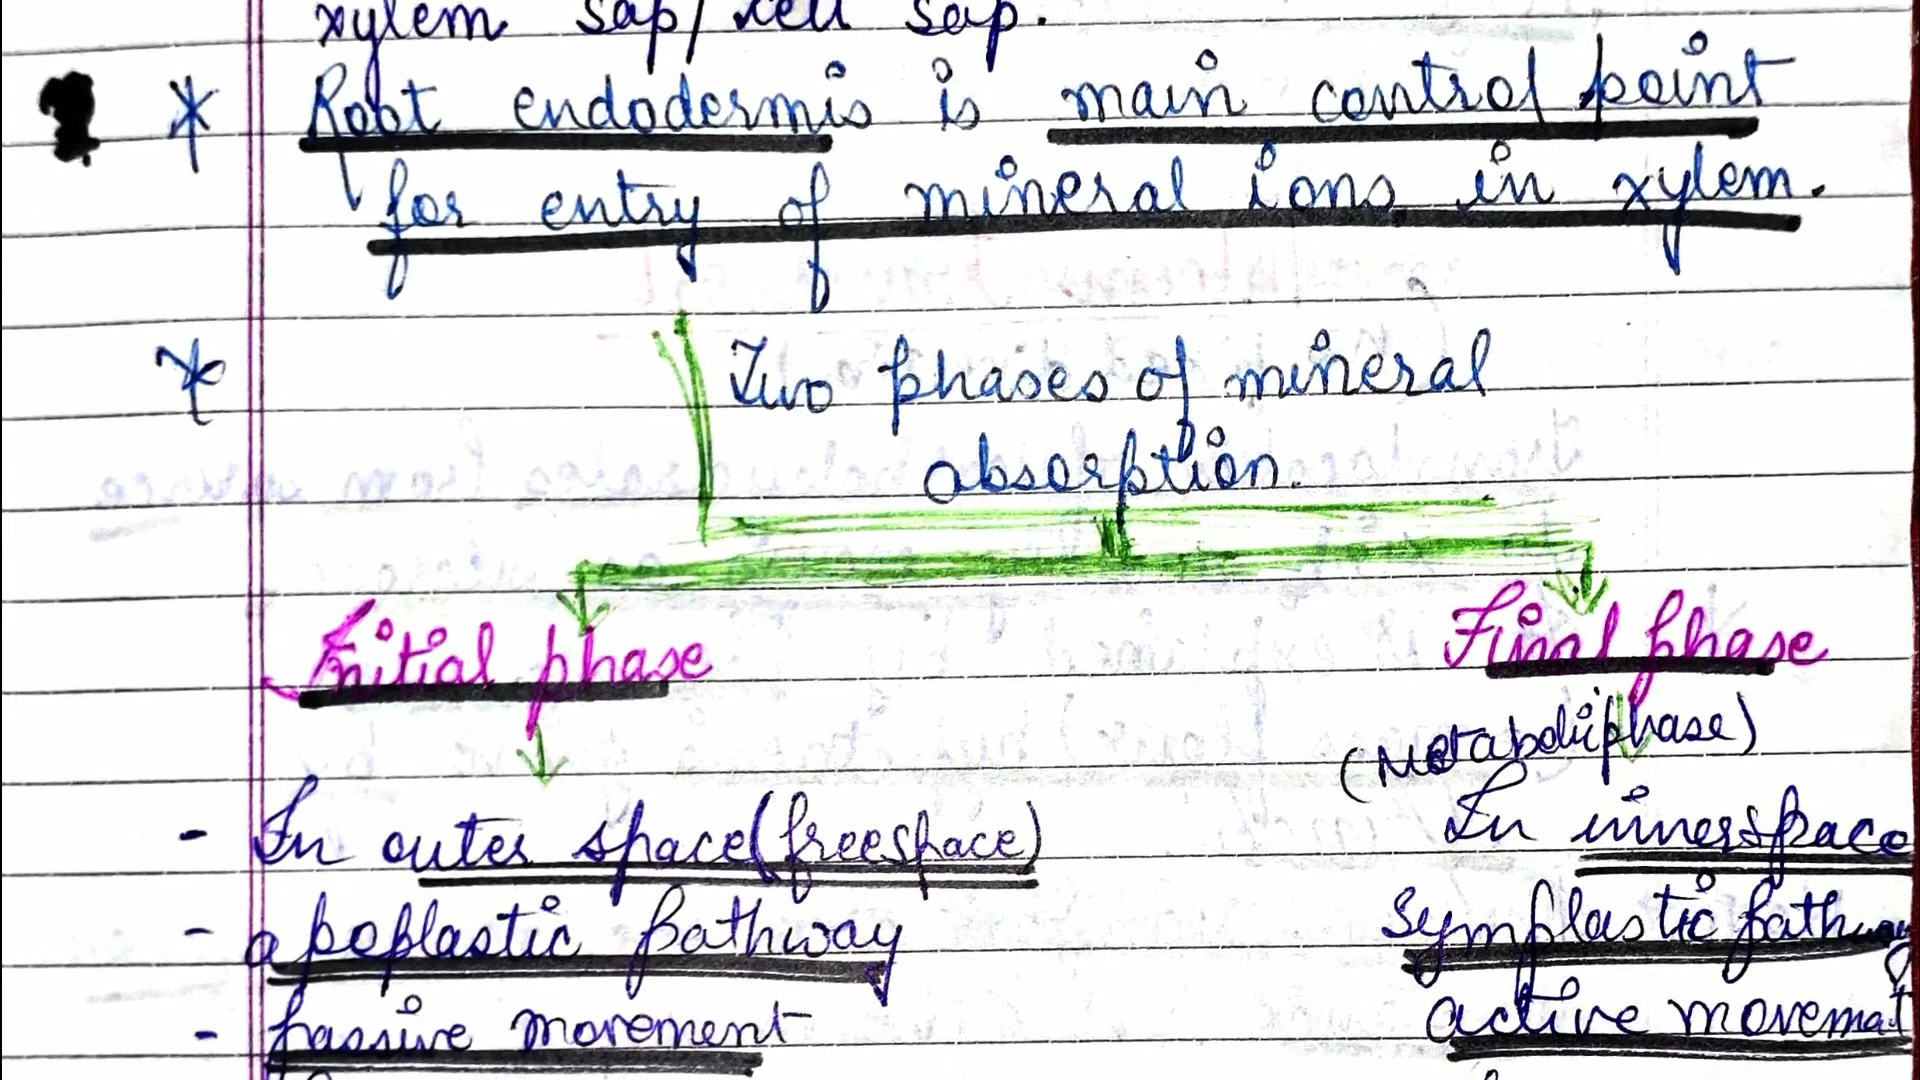 xylem sap/cell sap.
* Root endodermis is main control point
for entry of mineral ions in xylem.
* Two phases of mineral
absorption.
Initial phase Final phase
(Metabolic phase)
- In outer space (freespace) In innerspace
- apoplastic pathway Symplastic pathway
- passive movement active movemat